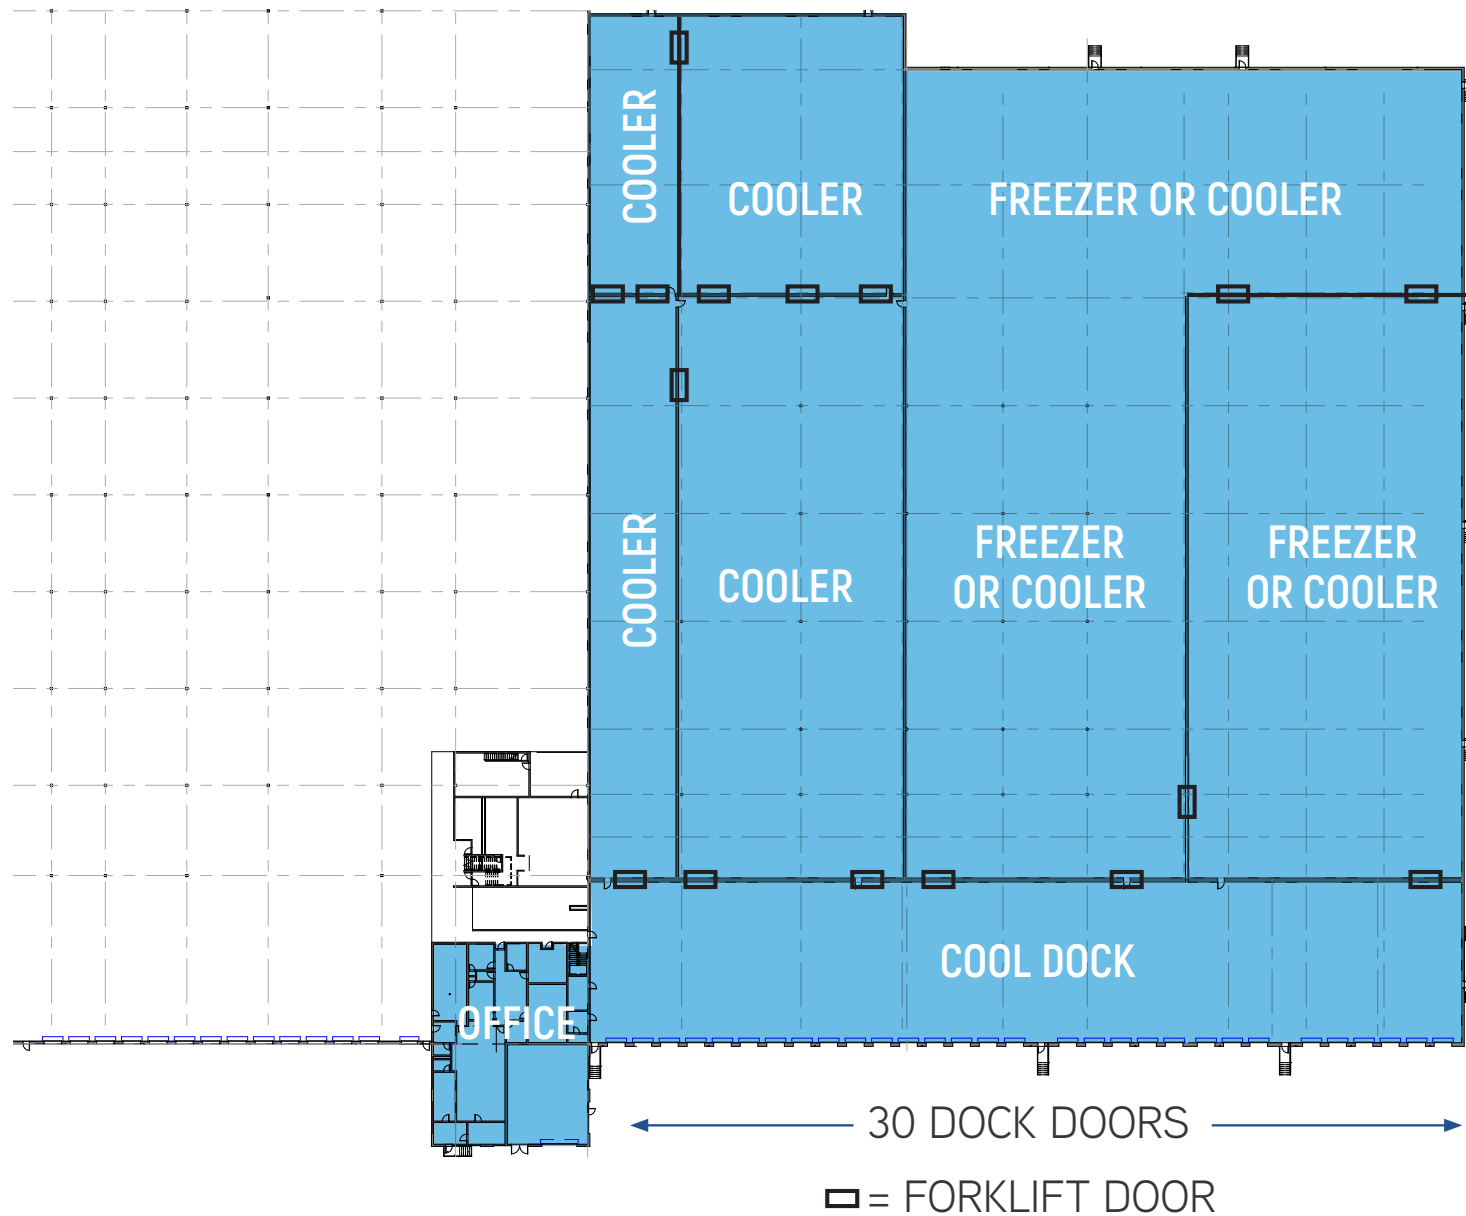 COOLER
COOLER
FREEZER OR COOLER
COOLER
COOLER
FREEZER
OR COOLER
FREEZER
OR COOLER
COOL DOCK
OFFICE
30 DOCK DOORS
= FORKLIFT DOOR